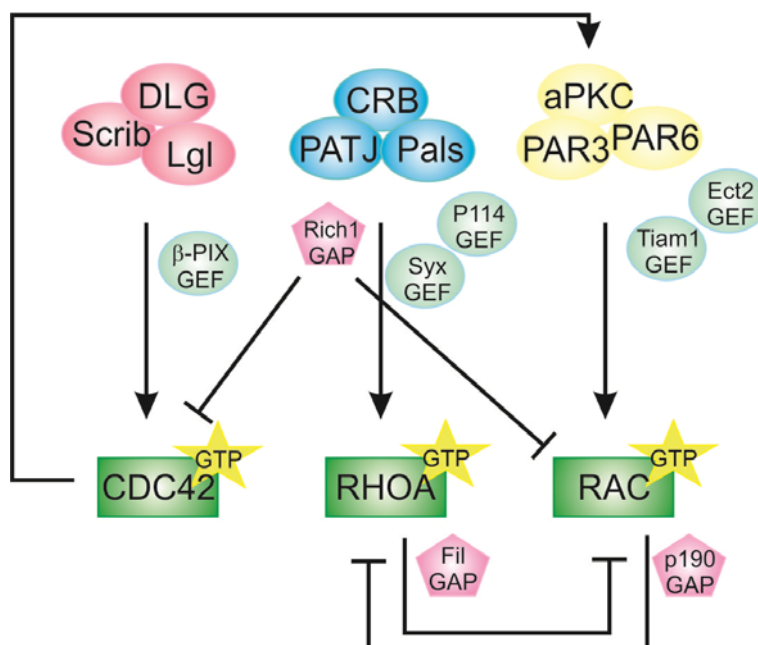 DLG
Scrib
Lgl
CRB
PATJ
Pals
aPKC
PAR3
PAR6
β-PIX
GEF
Rich1
GAP
P114
GEF
Syx
GEF
Ect2
GEF
Tiam1
GEF
GTP
CDC42
GTP
RHOA
GTP
RAC
Fil
GAP
p190
GAP